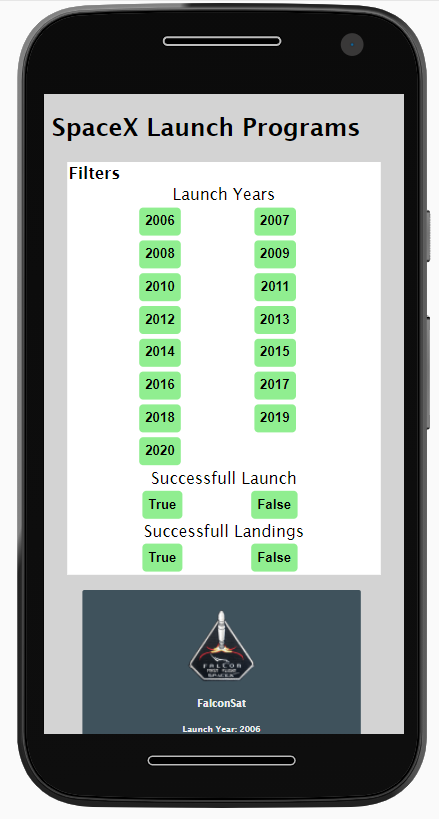 SpaceX Launch Programs
Filters
Launch Years
2006 2007
2008 2009
2010 2011
2012 2013
2014 2015
2016 2017
2018 2019
2020
Successfull Launch
True False
Successfull Landings
True False
FALCON
FIRST FLIGHT
SPACEX
FalconSat
Launch Year: 2006